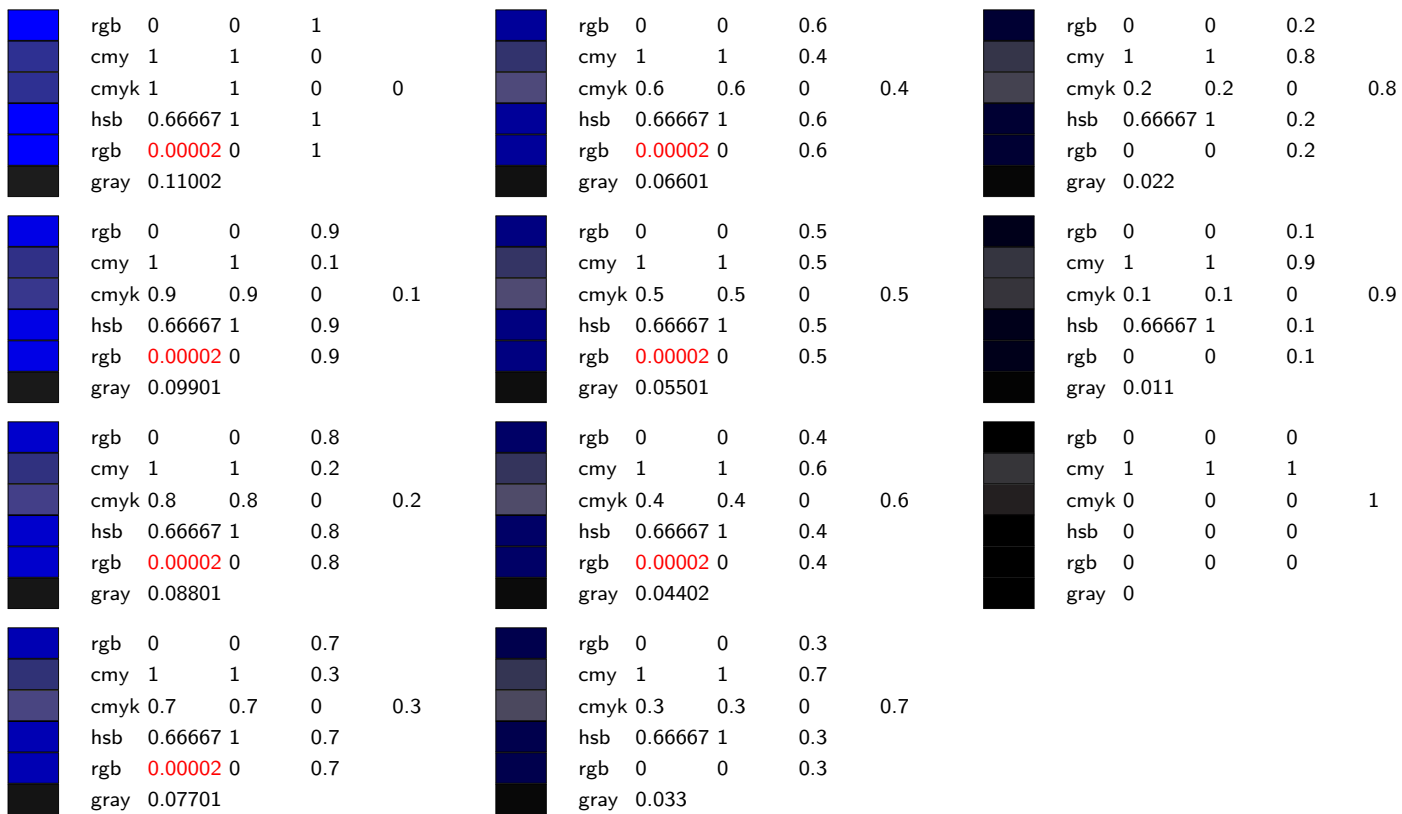 rgb 0 0 1
cmy 1 1 0
cmyk 1 1 0 0
hsb 0.66667 1 1
rgb 0.00002 0 1
gray 0.11002
rgb 0 0 0.9
cmy 1 1 0.1
cmyk 0.9 0.9 0 0.1
hsb 0.66667 1 0.9
rgb 0.00002 0 0.9
gray 0.09901
rgb 0 0 0.8
cmy 1 1 0.2
cmyk 0.8 0.8 0 0.2
hsb 0.66667 1 0.8
rgb 0.00002 0 0.8
gray 0.08801
rgb 0 0 0.7
cmy 1 1 0.3
cmyk 0.7 0.7 0 0.3
hsb 0.66667 1 0.7
rgb 0.00002 0 0.7
gray 0.07701
rgb 0 0 0.6
cmy 1 1 0.4
cmyk 0.6 0.6 0 0.4
hsb 0.66667 1 0.6
rgb 0.00002 0 0.6
gray 0.06601
rgb 0 0 0.5
cmy 1 1 0.5
cmyk 0.5 0.5 0 0.5
hsb 0.66667 1 0.5
rgb 0.00002 0 0.5
gray 0.05501
rgb 0 0 0.4
cmy 1 1 0.6
cmyk 0.4 0.4 0 0.6
hsb 0.66667 1 0.4
rgb 0.00002 0 0.4
gray 0.04402
rgb 0 0 0.3
cmy 1 1 0.7
cmyk 0.3 0.3 0 0.7
hsb 0.66667 1 0.3
rgb 0 0 0.3
gray 0.033
rgb 0 0 0.2
cmy 1 1 0.8
cmyk 0.2 0.2 0 0.8
hsb 0.66667 1 0.2
rgb 0 0 0.2
gray 0.022
rgb 0 0 0.1
cmy 1 1 0.9
cmyk 0.1 0.1 0 0.9
hsb 0.66667 1 0.1
rgb 0 0 0.1
gray 0.011
rgb 0 0 0
cmy 1 1 1
cmyk 0 0 0 1
hsb 0 0 0
rgb 0 0 0
gray 0